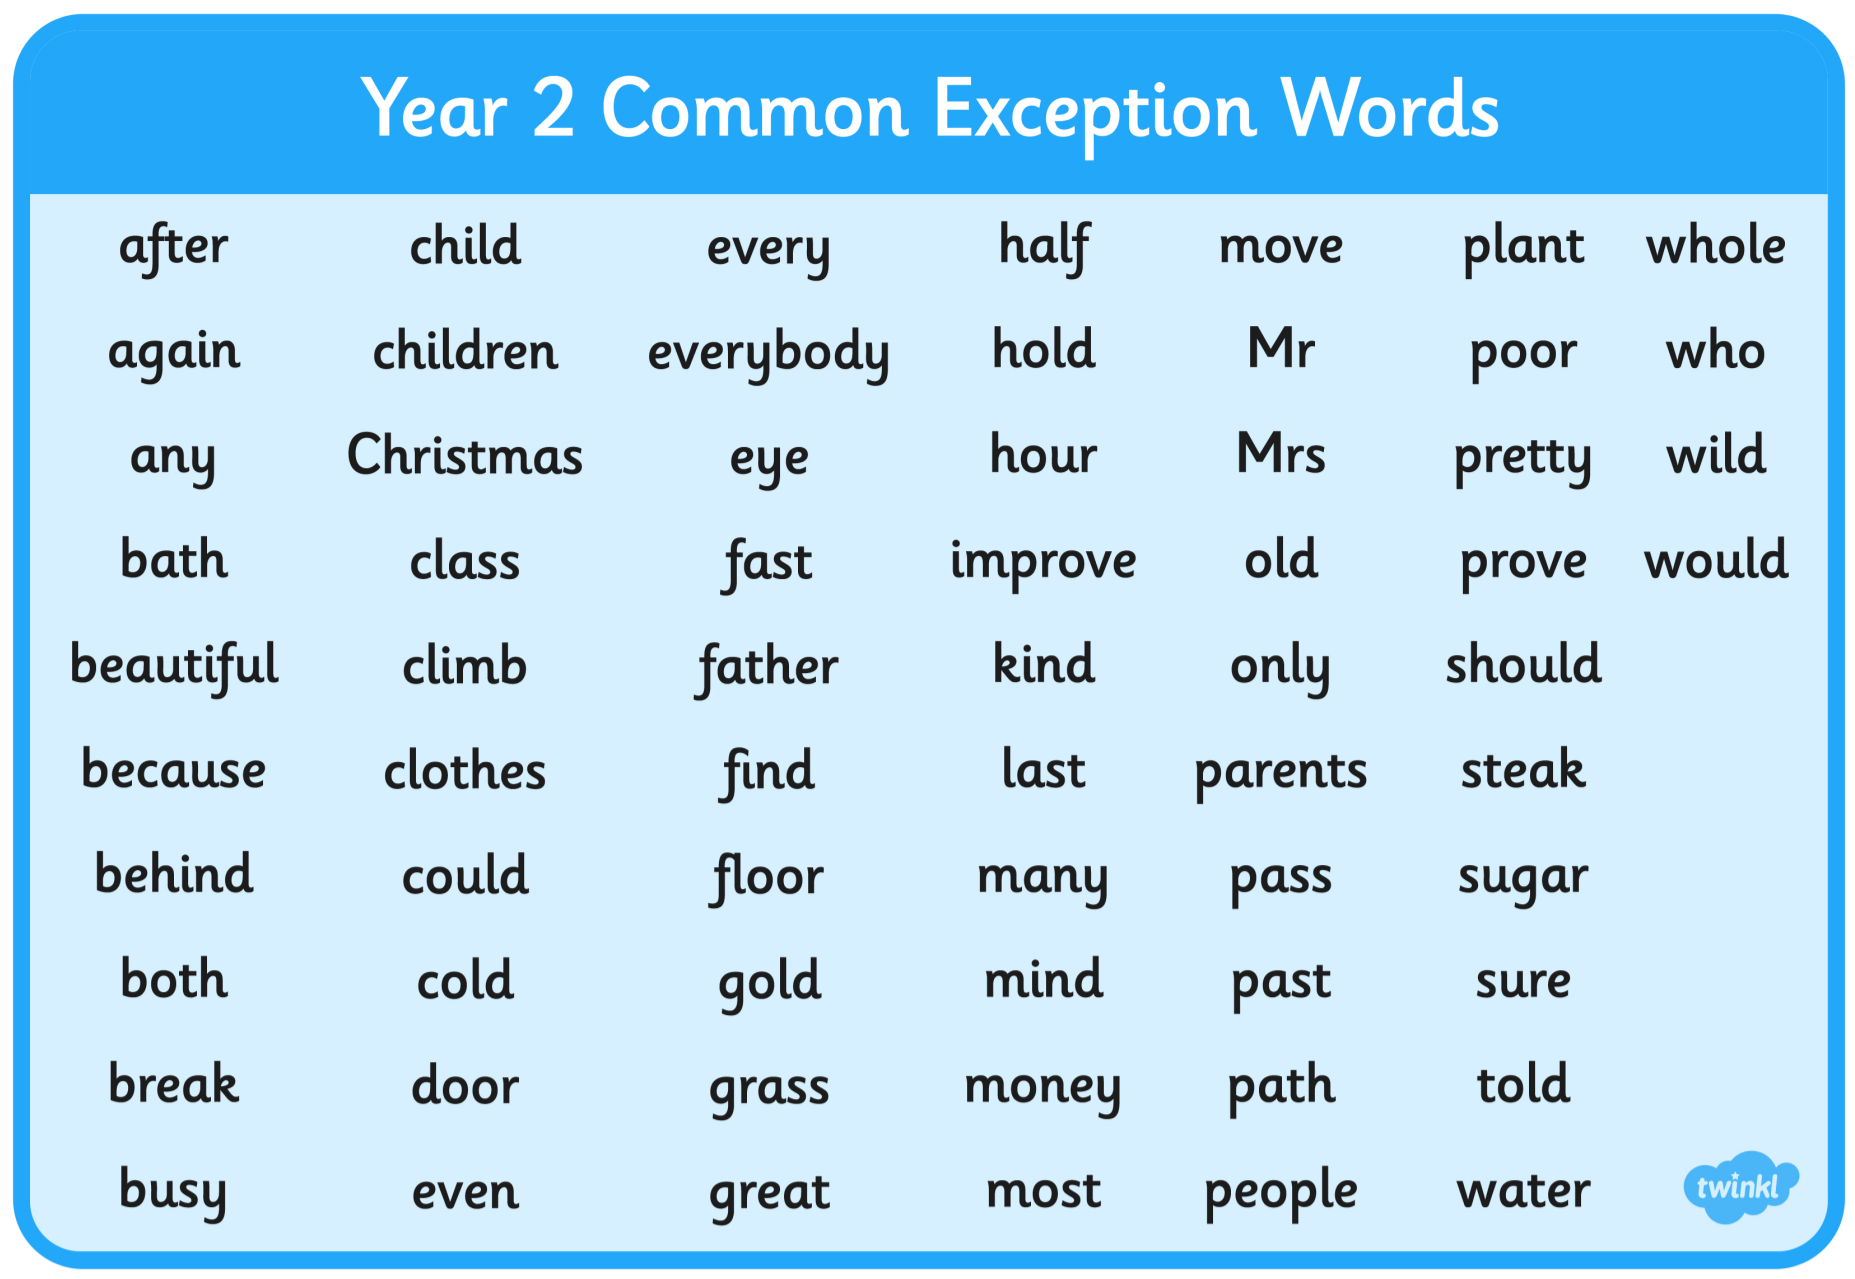 Year 2 Common Exception Words
after child every half move plant whole
again children everybody hold Mr poor who
any Christmas eye hour Mrs pretty wild
bath class fast improve old prove would
beautiful climb father kind only should
because clothes find last parents steak
behind could floor many pass sugar
both cold gold mind past sure
break door grass money path told
busy even great most people water
twinkl